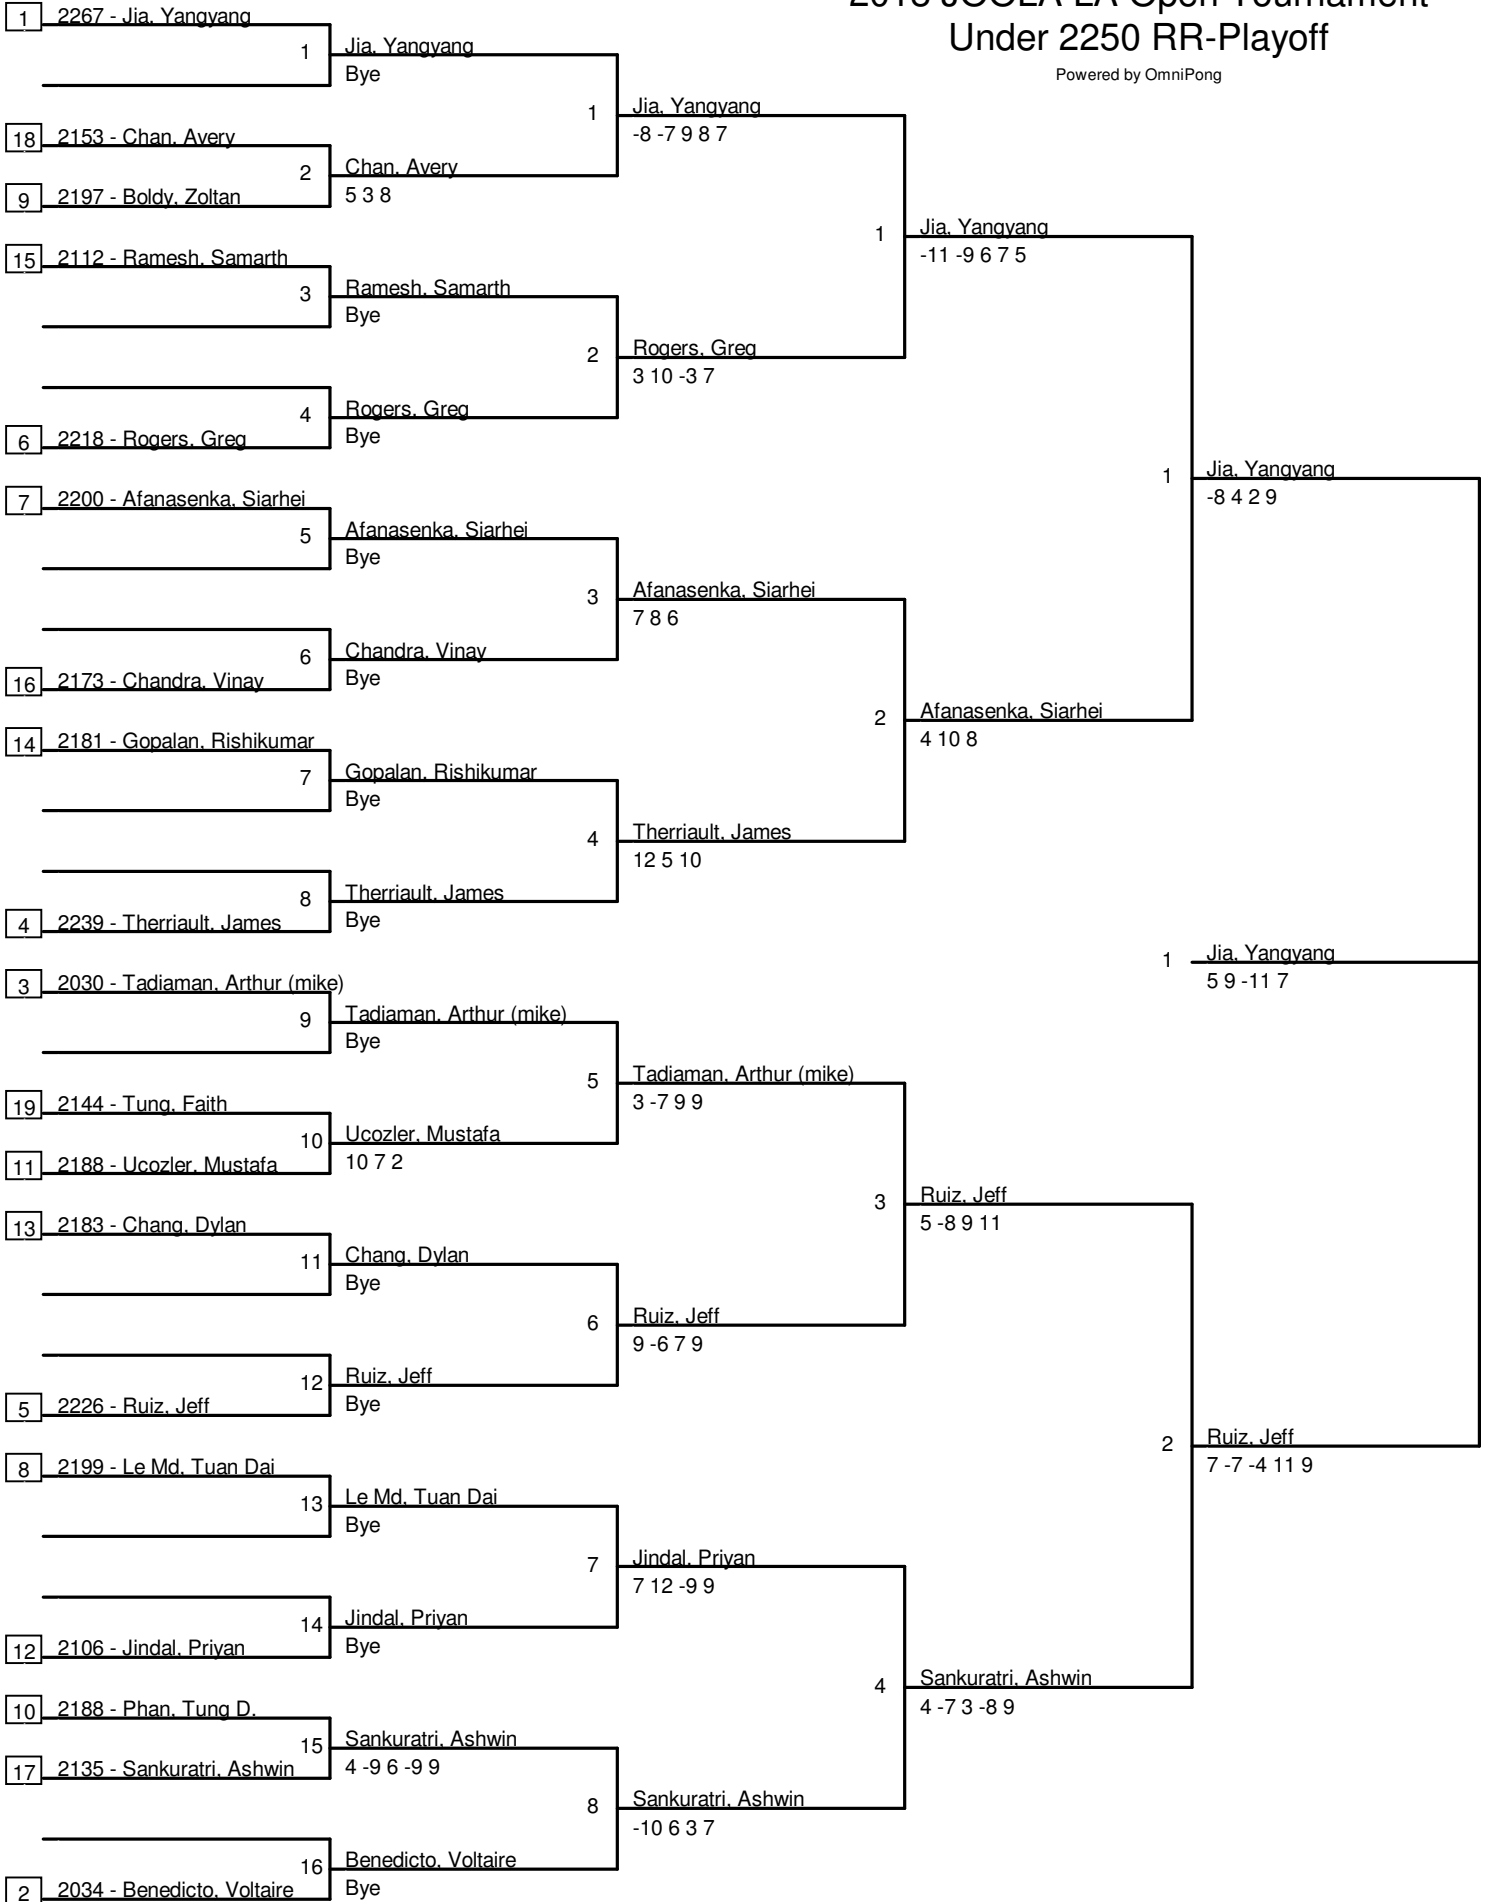 2018 JOOLA LA Open Tournament
Under 2250 RR-Playoff
Powered by OmniPong
1 2267 - Jia, Yangyang
1 Jia, Yangyang
Bye
1 Jia, Yangyang
-8 -7 9 8 7
18 2153 - Chan, Avery
2 Chan, Avery
9 2197 - Boldy, Zoltan
5 3 8
1 Jia, Yangyang
-11 -9 6 7 5
15 2112 - Ramesh, Samarth
3 Ramesh, Samarth
Bye
2 Rogers, Greg
3 10 -3 7
4 Rogers, Greg
Bye
6 2218 - Rogers, Greg
1 Jia, Yangyang
-8 4 2 9
7 2200 - Afanasenka, Siarhei
5 Afanasenka, Siarhei
Bye
3 Afanasenka, Siarhei
7 8 6
6 Chandra, Vinay
Bye
16 2173 - Chandra, Vinay
2 Afanasenka, Siarhei
4 10 8
14 2181 - Gopalan, Rishikumar
7 Gopalan, Rishikumar
Bye
4 Therriault, James
12 5 10
8 Therriault, James
Bye
4 2239 - Therriault, James
1 Jia, Yangyang
5 9 -11 7
3 2030 - Tadiaman, Arthur (mike)
9 Tadiaman, Arthur (mike)
Bye
5 Tadiaman, Arthur (mike)
3 -7 9 9
19 2144 - Tung, Faith
10 Ucozler, Mustafa
11 2188 - Ucozler, Mustafa
10 7 2
3 Ruiz, Jeff
5 -8 9 11
13 2183 - Chang, Dylan
11 Chang, Dylan
Bye
6 Ruiz, Jeff
9 -6 7 9
12 Ruiz, Jeff
Bye
5 2226 - Ruiz, Jeff
2 Ruiz, Jeff
7 -7 -4 11 9
8 2199 - Le Md, Tuan Dai
13 Le Md, Tuan Dai
Bye
7 Jindal, Priyan
7 12 -9 9
14 Jindal, Priyan
Bye
12 2106 - Jindal, Priyan
4 Sankuratri, Ashwin
4 -7 3 -8 9
10 2188 - Phan, Tung D.
15 Sankuratri, Ashwin
17 2135 - Sankuratri, Ashwin
4 -9 6 -9 9
8 Sankuratri, Ashwin
-10 6 3 7
16 Benedicto, Voltaire
Bye
2 2034 - Benedicto, Voltaire